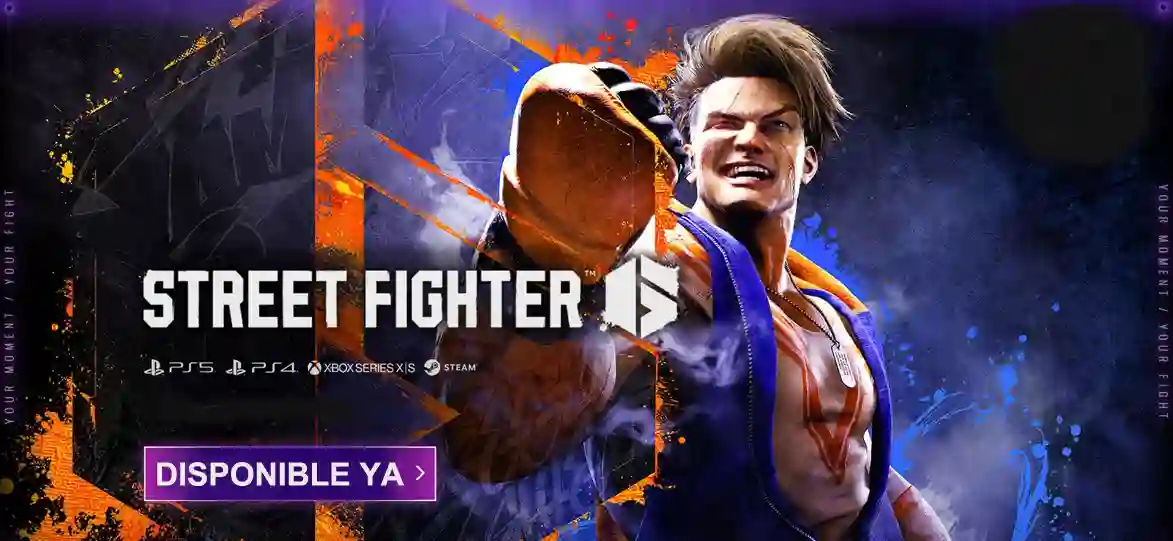 YOUR MOMENT / YOUR FIGHT
STREET FIGHTER™ 6
PS5 PS4 XBOX SERIES X|S STEAM
DISPONIBLE YA >
YOUR MOMENT / YOUR FIGHT